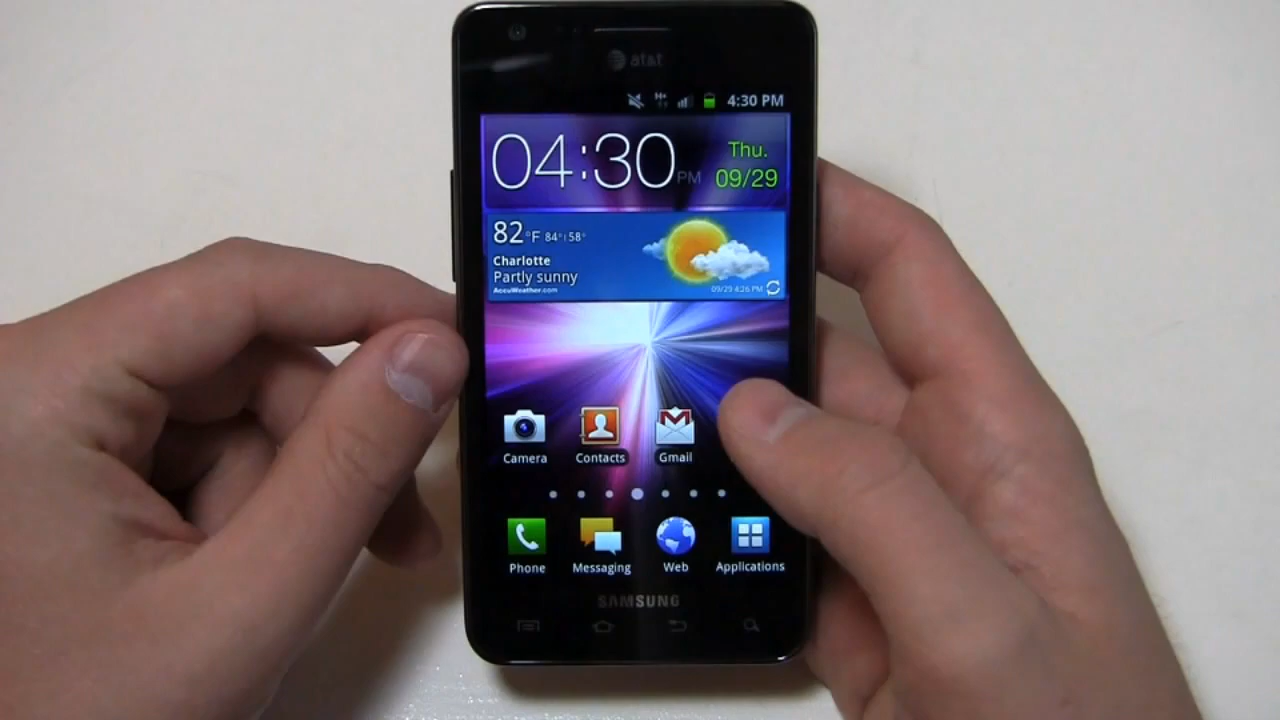 at&t
4:30 PM
04:30 PM
Thu.
09/29
82°F 84° | 58°
Charlotte
Partly sunny
AccuWeather.com
09/29 4:26 PM
Camera
Contacts
Gmail
Phone
Messaging
Web
Applications
SAMSUNG